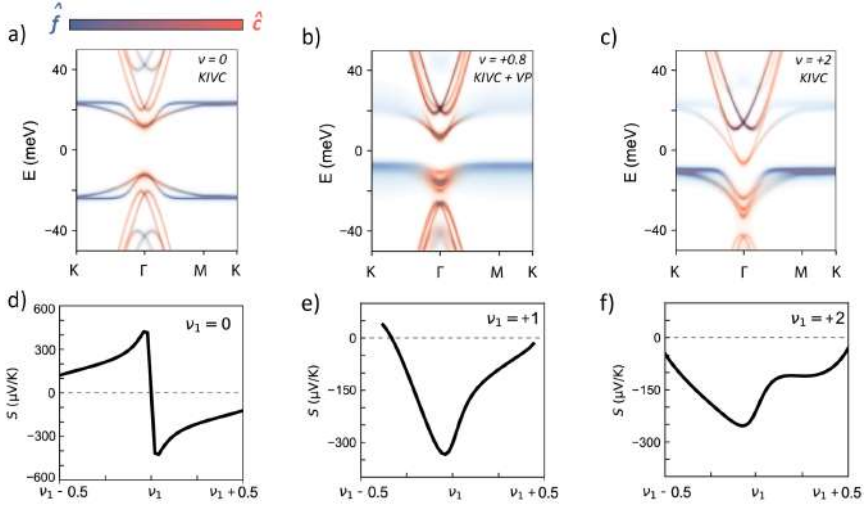 f̂ ĉ
a) b) c)
ν = 0
KIVC
ν = +0.8
KIVC + VP
ν = +2
KIVC
E (meV) E (meV) E (meV)
40 40 40
0 0 0
−40 −40 −40
K Γ M K K Γ M K K Γ M K
d) e) f)
ν₁ = 0 ν₁ = +1 ν₁ = +2
S (μV/K) S (μV/K) S (μV/K)
600
300
0
−300
−600
0
−150
−300
0
−150
−300
ν₁ − 0.5 ν₁ ν₁ + 0.5 ν₁ − 0.5 ν₁ ν₁ + 0.5 ν₁ − 0.5 ν₁ ν₁ + 0.5